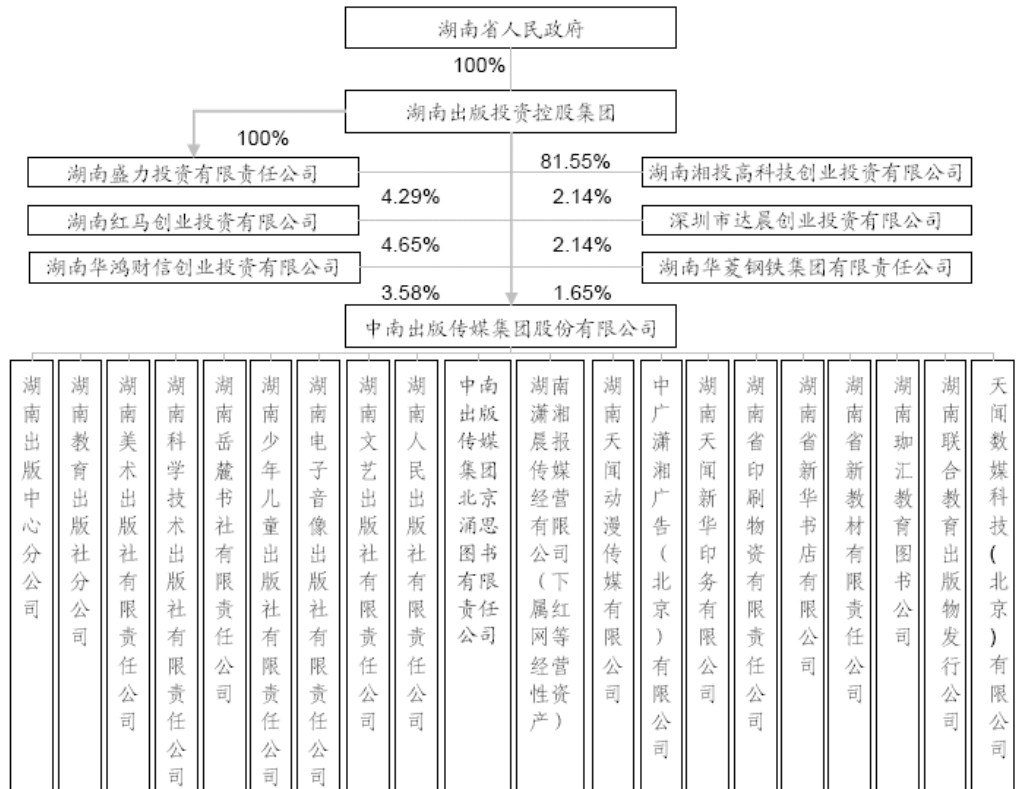 湖南省人民政府
100%
湖南出版投资控股集团
100%
81.55%
湖南盛力投资有限责任公司
湖南湘投高科技创业投资有限公司
4.29%
2.14%
湖南红马创业投资有限公司
深圳市达晨创业投资有限公司
4.65%
2.14%
湖南华鸿财信创业投资有限公司
湖南华菱钢铁集团有限责任公司
3.58%
1.65%
中南出版传媒集团股份有限公司
湖南出版中心分公司
湖南教育出版社分公司
湖南美术出版社有限责任公司
湖南科学技术出版社有限责任公司
湖南岳麓书社有限责任公司
湖南少年儿童出版社有限责任公司
湖南电子音像出版社有限责任公司
湖南文艺出版社有限责任公司
湖南人民出版社有限责任公司
中南出版传媒集团北京涌思图书有限责任公司
湖南潇湘晨报传媒经营有限公司（下属红网等经营性资产）
湖南天闻动漫传媒有限公司
中广潇湘广告（北京）有限公司
湖南天闻新华印务有限公司
湖南省印刷物资有限责任公司
湖南省新华书店有限公司
湖南省新教材有限责任公司
湖南珈汇教育图书公司
湖南联合教育出版物发行公司
天闻数媒科技(北京)有限公司